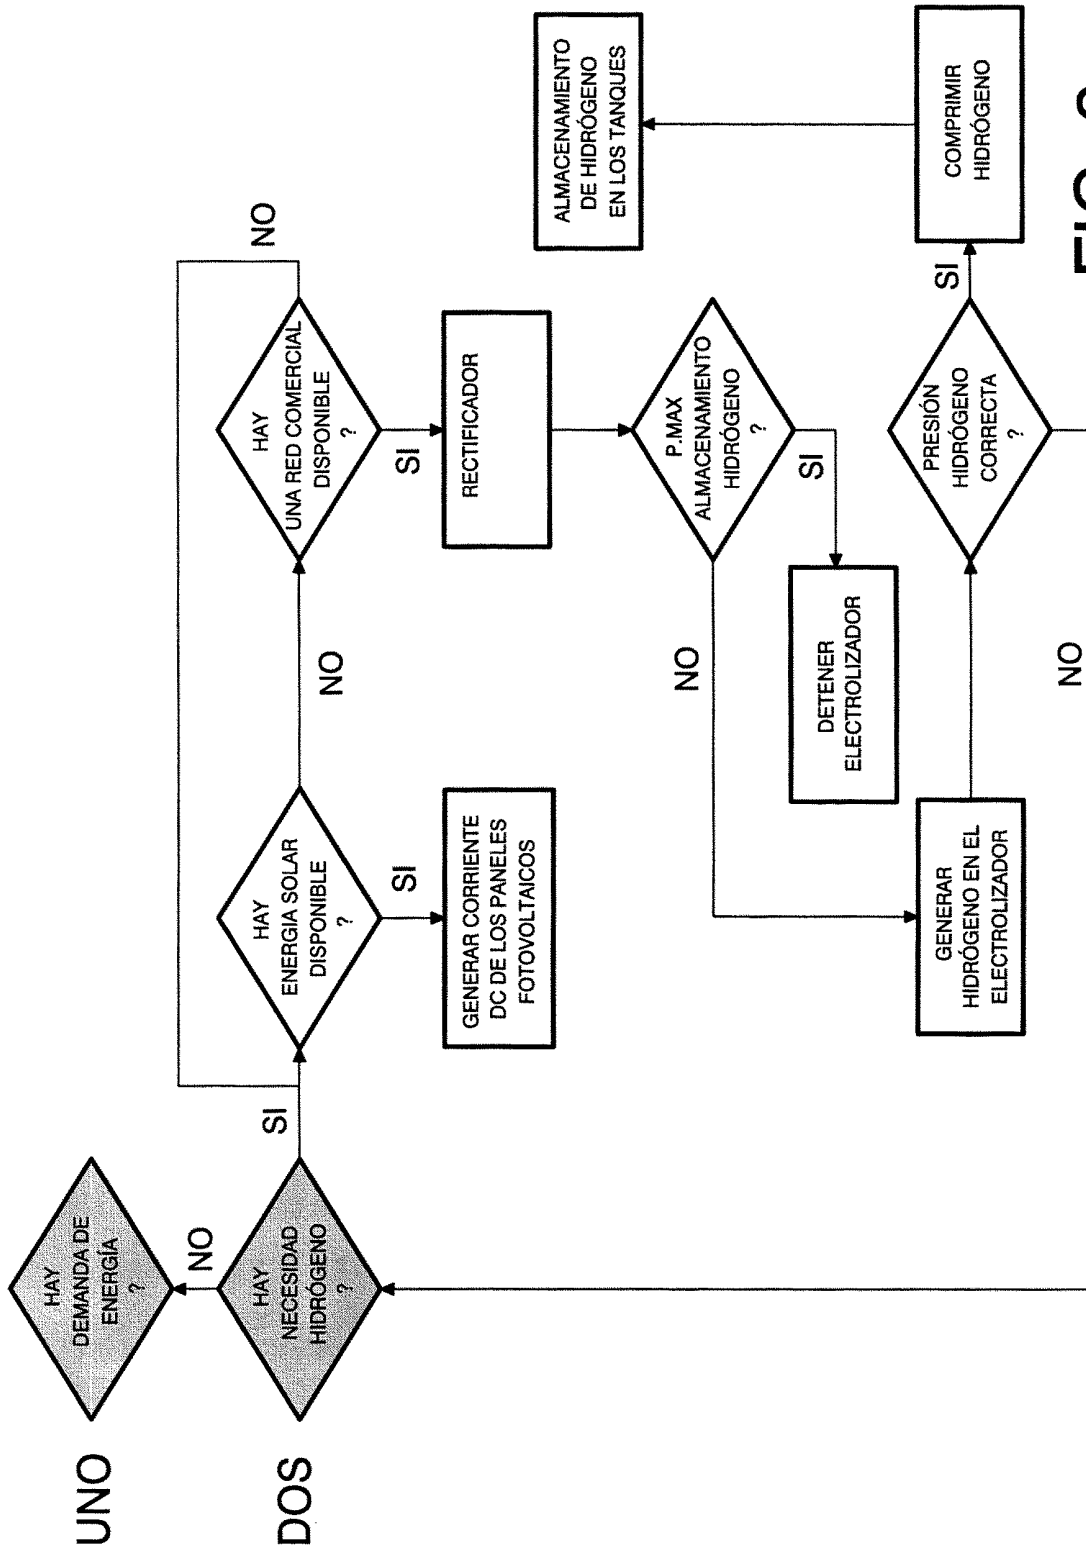 UNO
HAY
DEMANDA DE
ENERGÍA
?
NO
DOS
HAY
NECESIDAD
HIDRÓGENO
?
SI
HAY
ENERGIA SOLAR
DISPONIBLE
?
NO
HAY
UNA RED COMERCIAL
DISPONIBLE
?
NO
SI
GENERAR CORRIENTE
DC DE LOS PANELES
FOTOVOLTAICOS
SI
RECTIFICADOR
ALMACENAMIENTO
DE HIDRÓGENO
EN LOS TANQUES
NO
P.MAX
ALMACENAMIENTO
HIDRÓGENO
?
SI
DETENER
ELECTROLIZADOR
GENERAR
HIDRÓGENO EN EL
ELECTROLIZADOR
PRESIÓN
HIDRÓGENO
CORRECTA
?
SI
COMPRIMIR
HIDRÓGENO
NO
FIG.